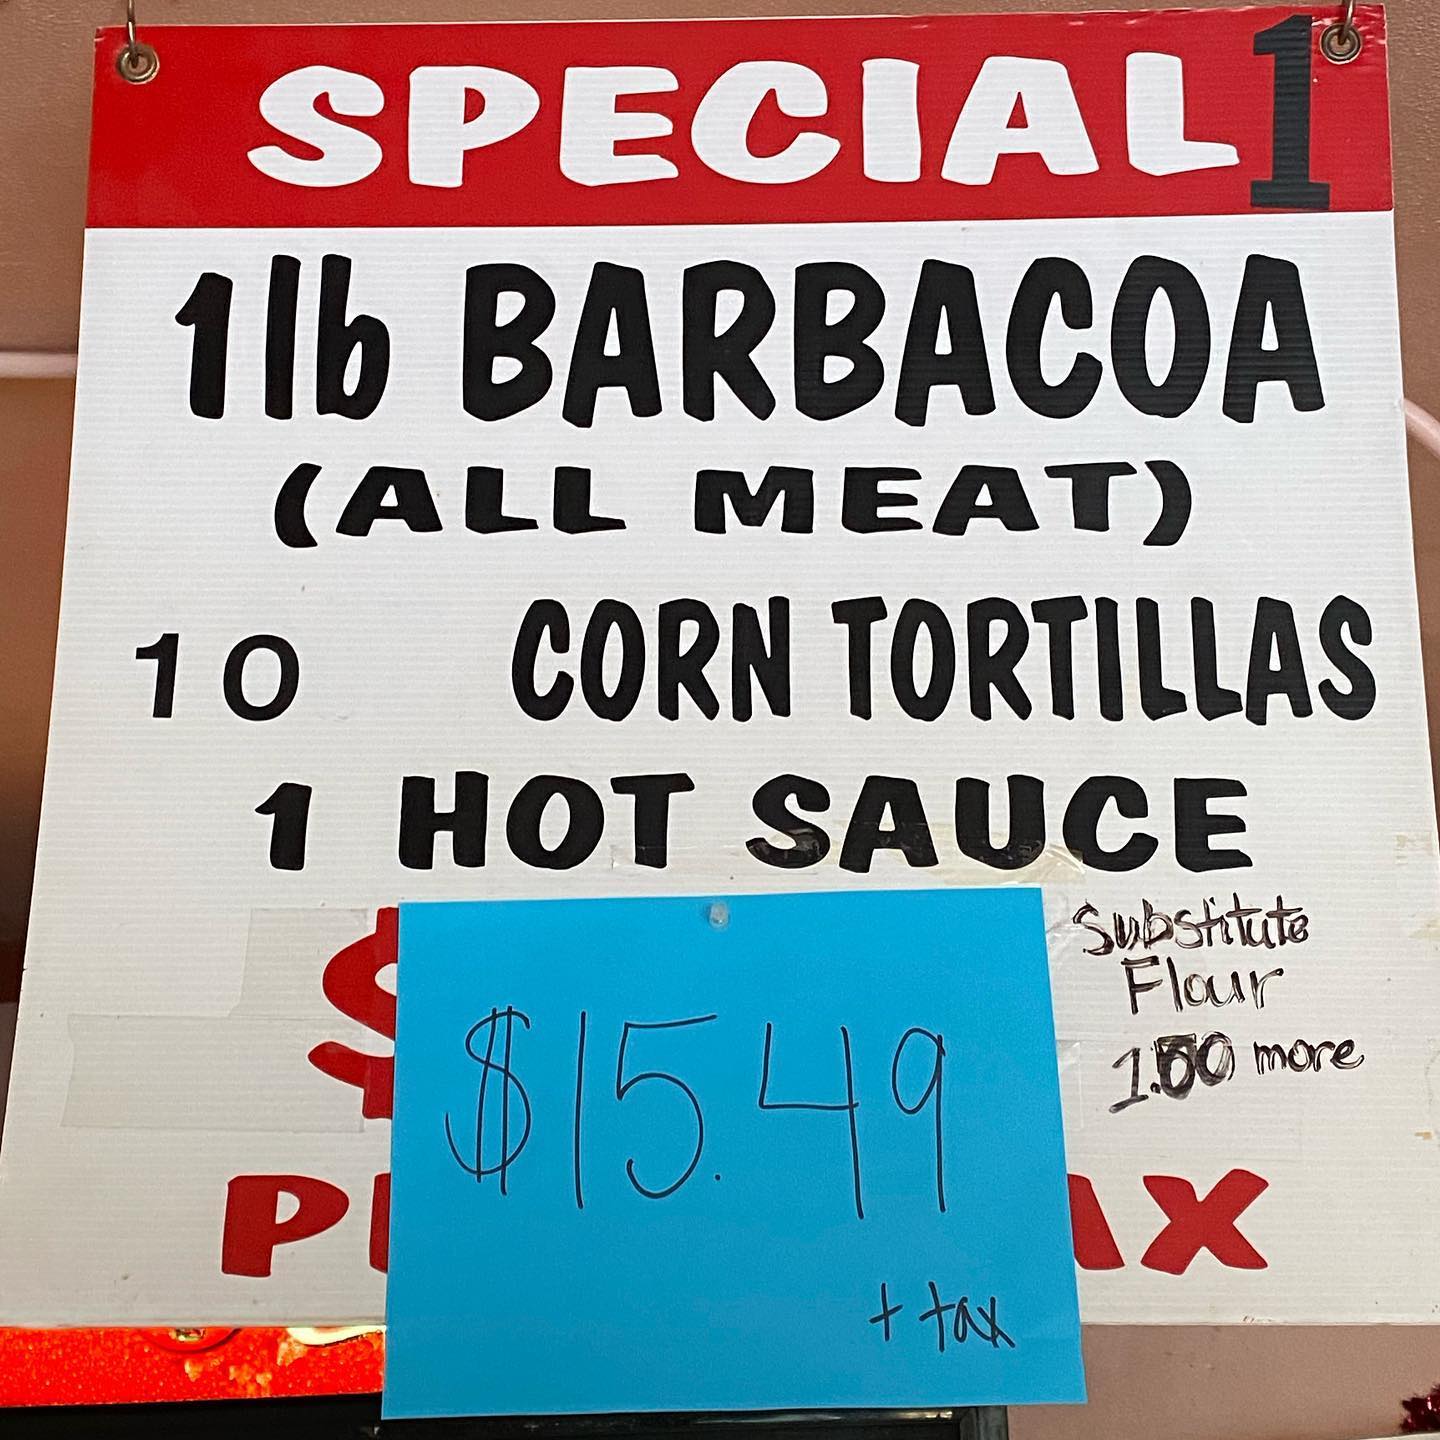 SPECIAL 1
1lb BARBACOA
(ALL MEAT)
10 CORN TORTILLAS
1 HOT SAUCE
Substitute
Flour
1.50 more
$15.49
+ tax